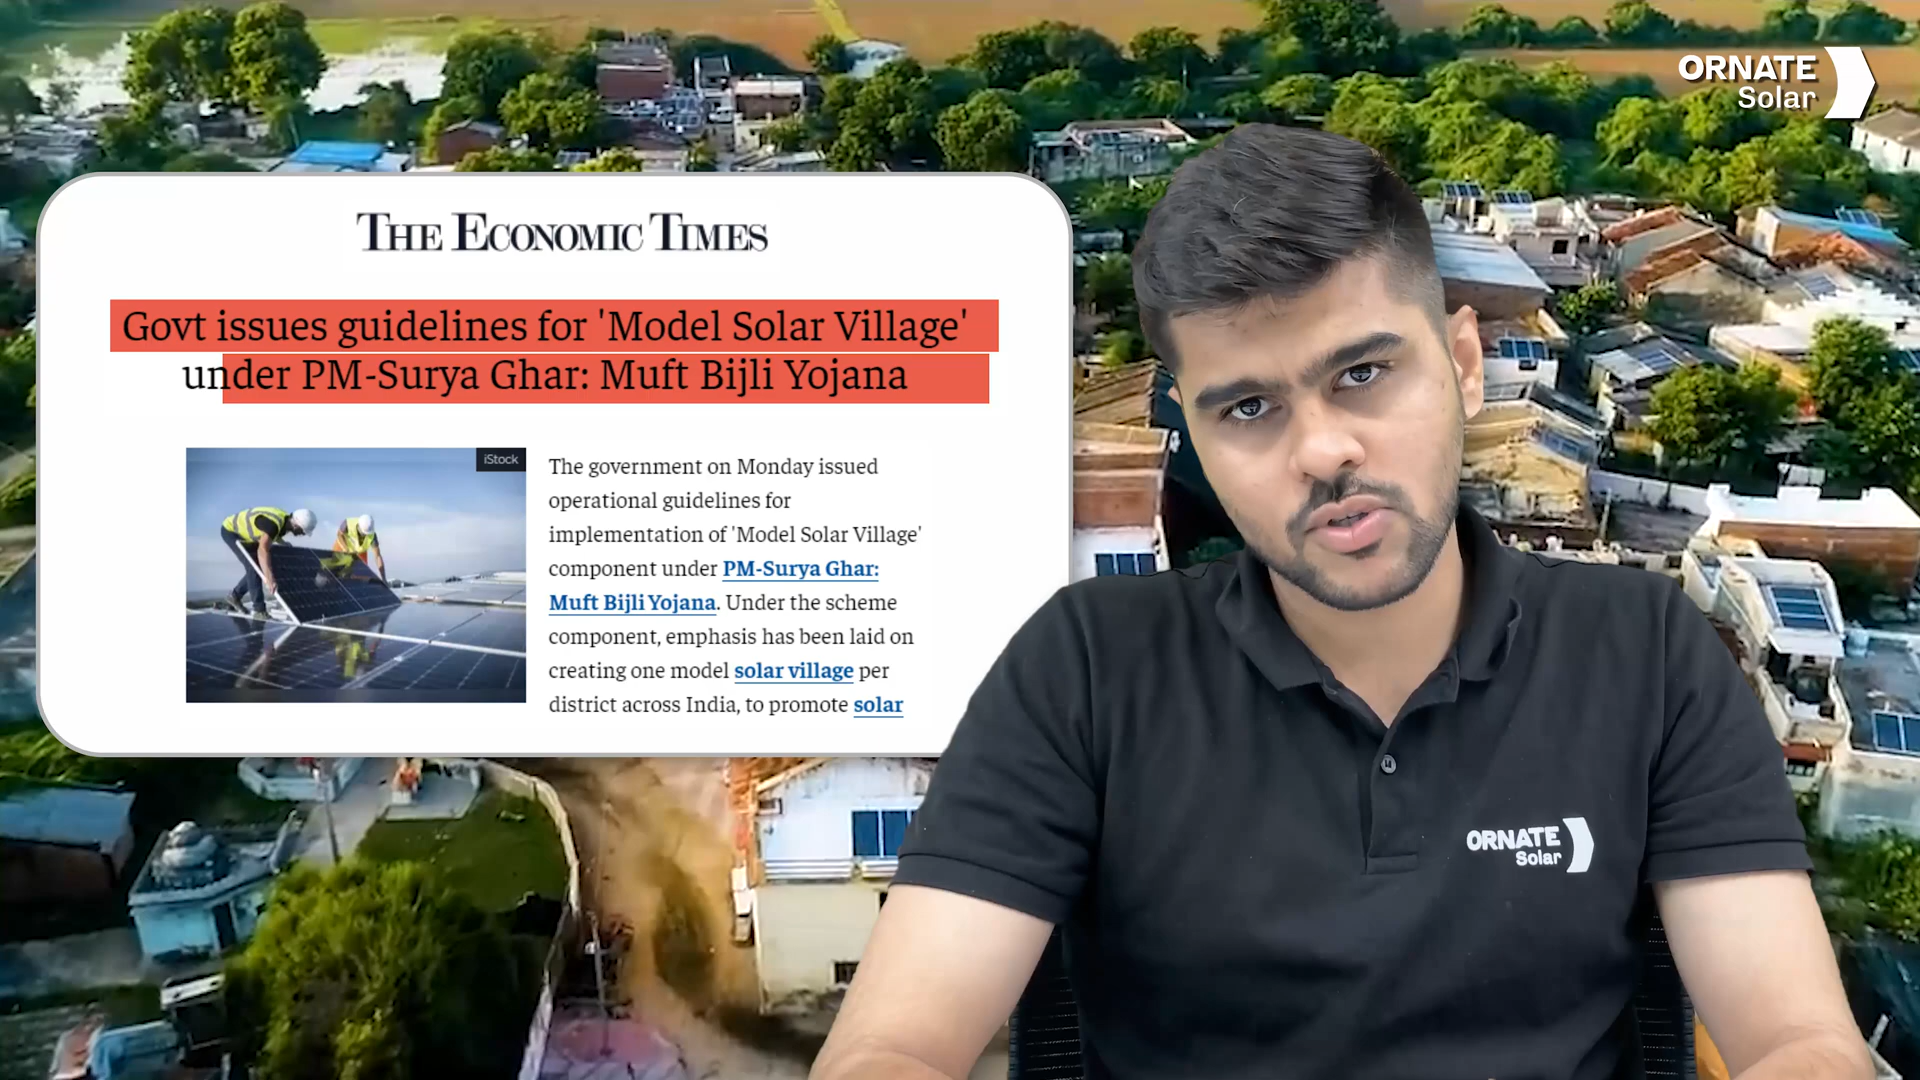 ORNATE
Solar
THE ECONOMIC TIMES
Govt issues guidelines for 'Model Solar Village'
under PM-Surya Ghar: Muft Bijli Yojana
iStock
The government on Monday issued
operational guidelines for
implementation of 'Model Solar Village'
component under PM-Surya Ghar:
Muft Bijli Yojana. Under the scheme
component, emphasis has been laid on
creating one model solar village per
district across India, to promote solar
ORNATE
Solar